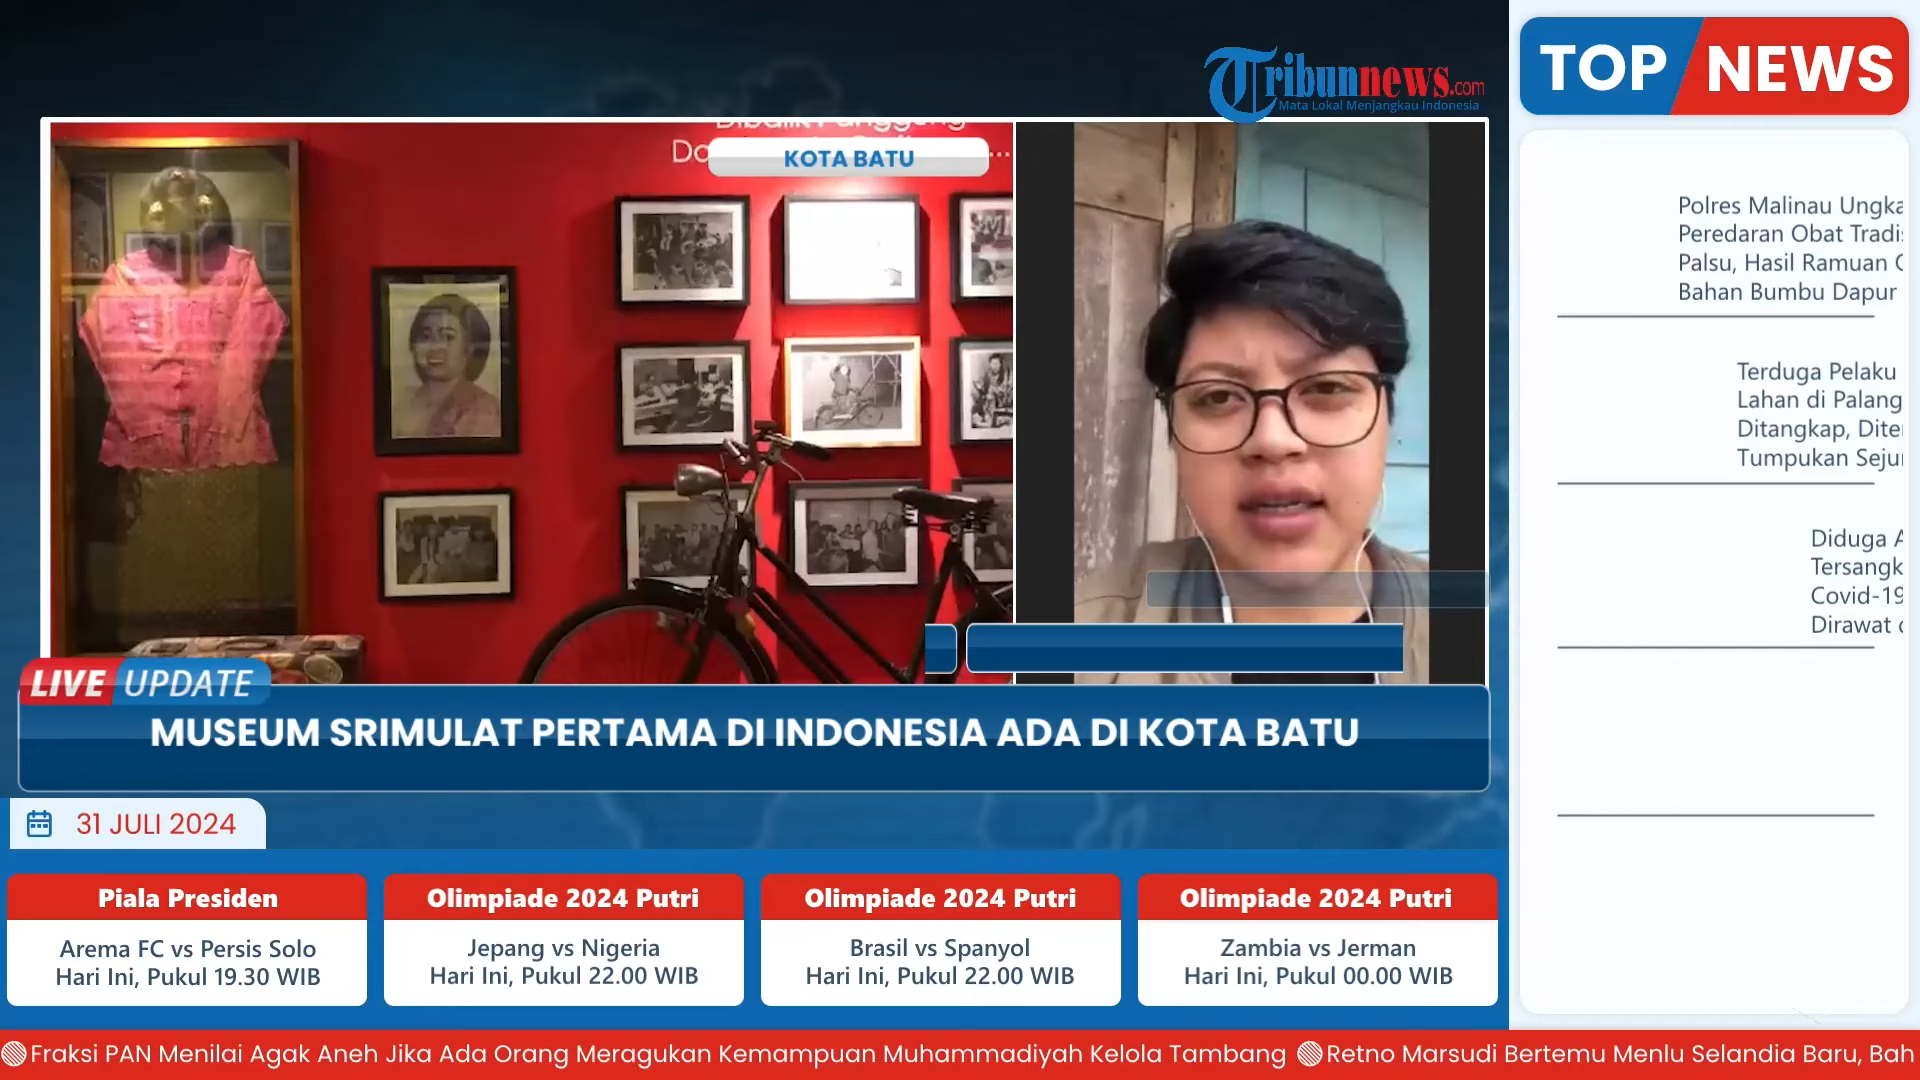 Tribunnews.com
Mata Lokal Menjangkau Indonesia
TOP NEWS
Dibalik Panggung
KOTA BATU
Polres Malinau Ungka
Peredaran Obat Tradi
Palsu, Hasil Ramuan
Bahan Bumbu Dapur
Terduga Pelaku
Lahan di Palang
Ditangkap, Dite
Tumpukan Seju
Diduga A
Tersangk
Covid-19
Dirawat
LIVE UPDATE
MUSEUM SRIMULAT PERTAMA DI INDONESIA ADA DI KOTA BATU
31 JULI 2024
Piala Presiden
Arema FC vs Persis Solo
Hari Ini, Pukul 19.30 WIB
Olimpiade 2024 Putri
Jepang vs Nigeria
Hari Ini, Pukul 22.00 WIB
Olimpiade 2024 Putri
Brasil vs Spanyol
Hari Ini, Pukul 22.00 WIB
Olimpiade 2024 Putri
Zambia vs Jerman
Hari Ini, Pukul 00.00 WIB
Fraksi PAN Menilai Agak Aneh Jika Ada Orang Meragukan Kemampuan Muhammadiyah Kelola Tambang Retno Marsudi Bertemu Menlu Selandia Baru, Bah